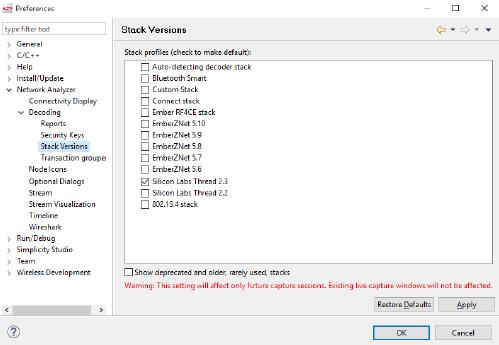 Preferences
type filter text
General
C/C++
Help
Install/Update
Network Analyzer
Connectivity Display
Decoding
Reports
Security Keys
Stack Versions
Transaction groupe
Node Icons
Optional Dialogs
Stream
Stream Visualization
Timeline
Wireshark
Run/Debug
Simplicity Studio
Team
Wireless Development
Stack Versions
Stack profiles (check to make default):
Auto-detecting decoder stack
Bluetooth Smart
Custom Stack
Connect stack
Ember RF4CE stack
EmberZNet 5.10
EmberZNet 5.9
EmberZNet 5.8
EmberZNet 5.7
EmberZNet 5.6
Silicon Labs Thread 2.3
Silicon Labs Thread 2.2
802.15.4 stack
Show deprecated and older, rarely used, stacks
Warning: This setting will affect only furture capture sessions. Existing live capture windows will not be affected.
Restore Defaults
Apply
OK
Cancel